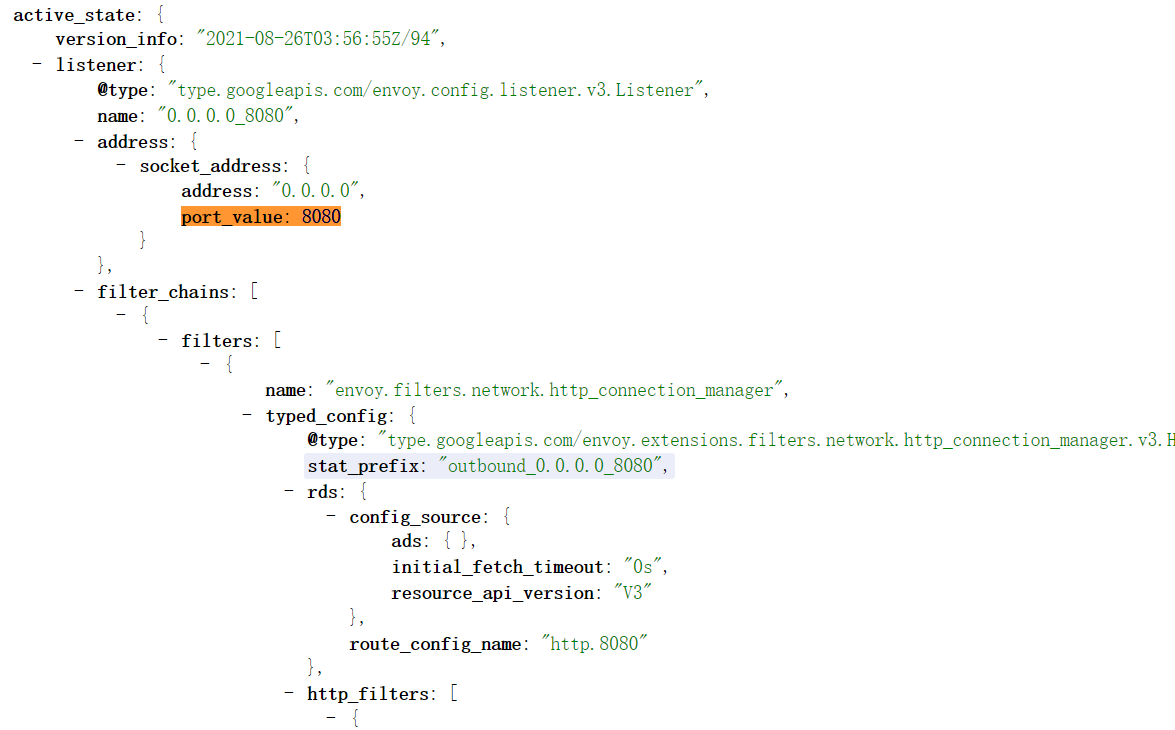 active_state: {
version_info: "2021-08-26T03:56:55Z/94",
- listener: {
@type: "type.googleapis.com/envoy.config.listener.v3.Listener",
name: "0.0.0.0_8080",
- address: {
- socket_address: {
address: "0.0.0.0",
port_value: 8080
}
},
- filter_chains: [
- {
- filters: [
- {
name: "envoy.filters.network.http_connection_manager",
- typed_config: {
@type: "type.googleapis.com/envoy.extensions.filters.network.http_connection_manager.v3.H
stat_prefix: "outbound_0.0.0.0_8080",
- rds: {
- config_source: {
ads: { },
initial_fetch_timeout: "0s",
resource_api_version: "V3"
},
route_config_name: "http.8080"
},
- http_filters: [
- {